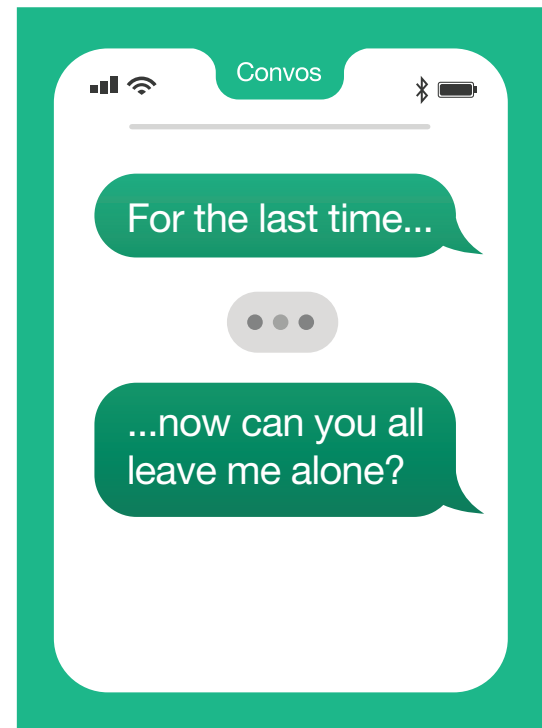 Convos
For the last time...
...now can you all
leave me alone?